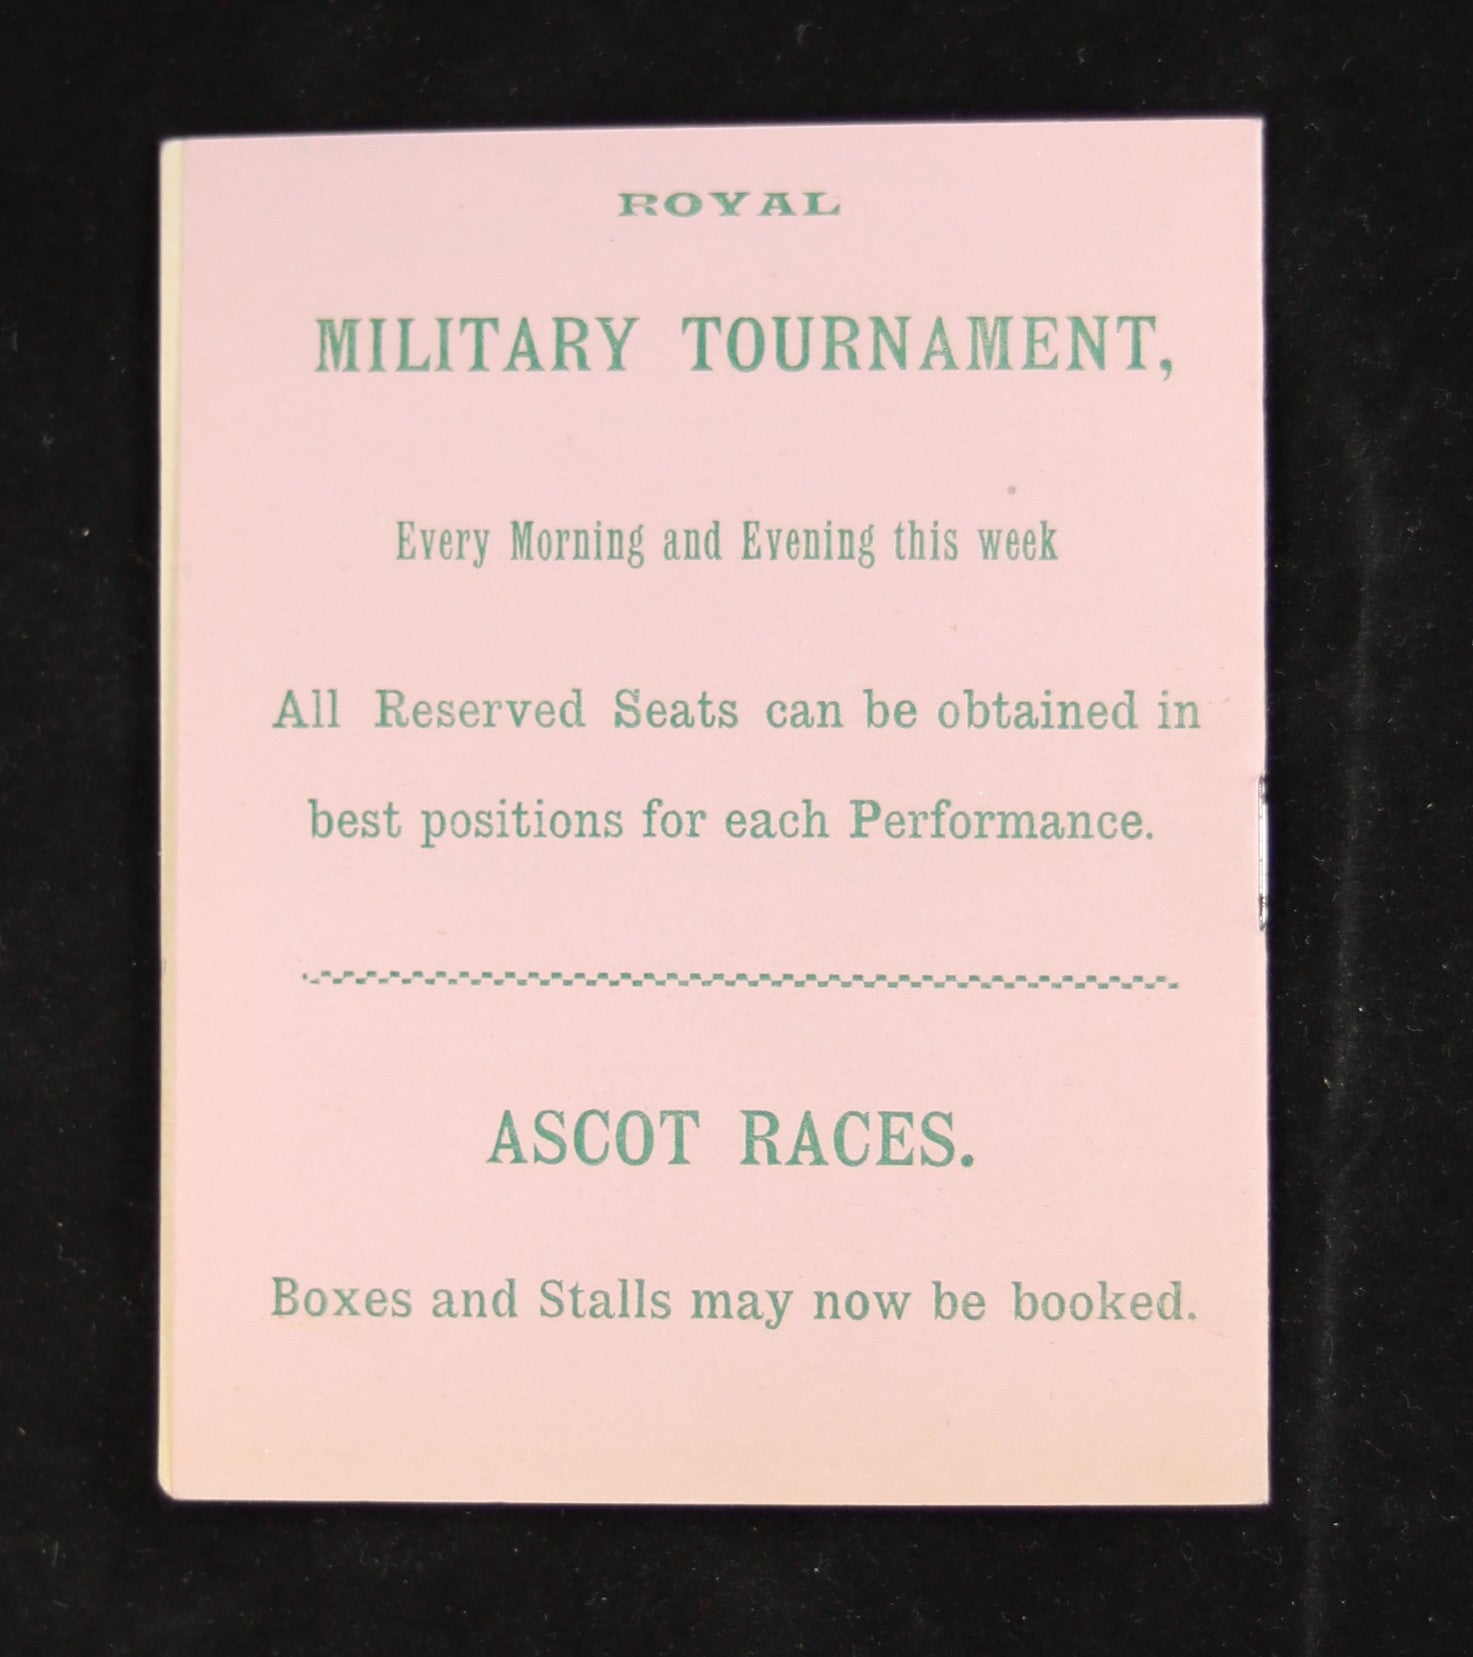 ROYAL
MILITARY TOURNAMENT,
Every Morning and Evening this week
All Reserved Seats can be obtained in
best positions for each Performance.
ASCOT RACES.
Boxes and Stalls may now be booked.